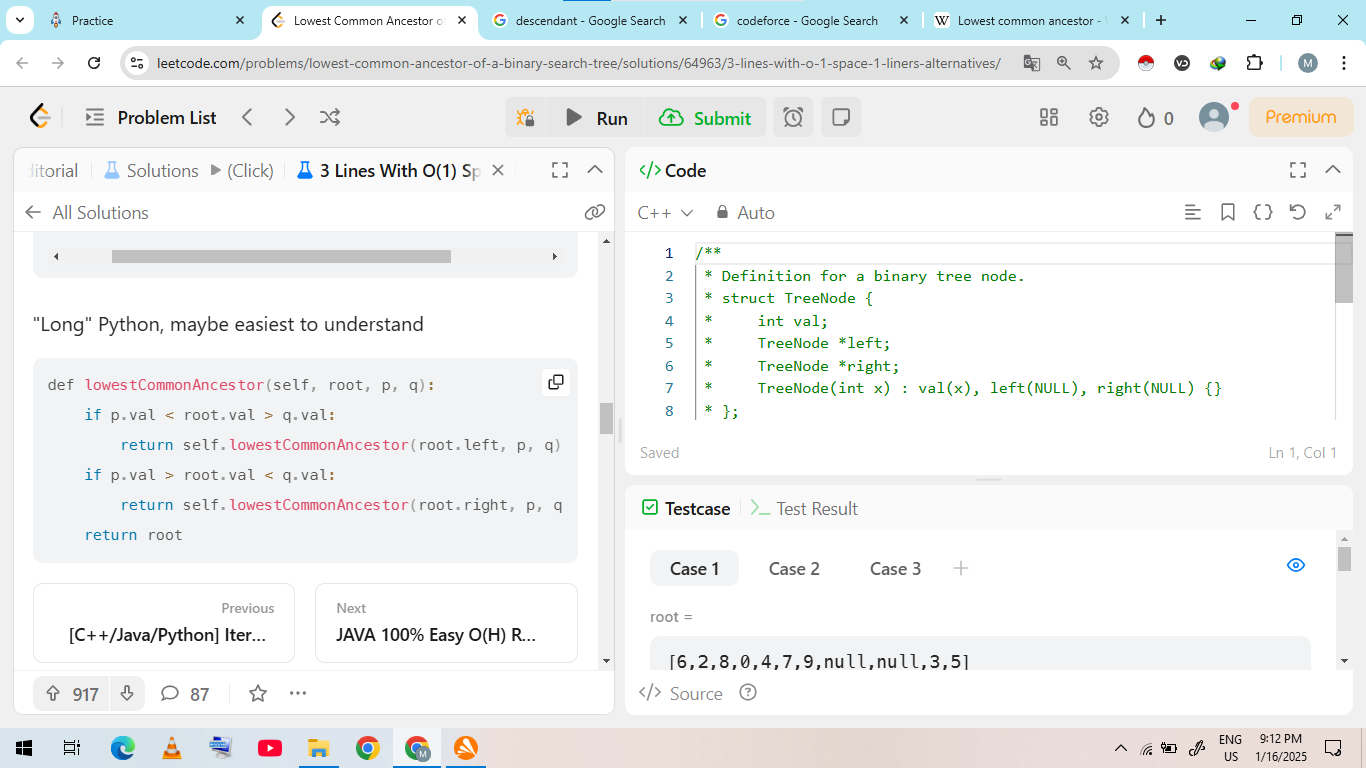 Practice
Lowest Common Ancestor o
descendant - Google Search
codeforce - Google Search
W Lowest common ancestor -
leetcode.com/problems/lowest-common-ancestor-of-a-binary-search-tree/solutions/64963/3-lines-with-o-1-space-1-liners-alternatives/
M
Problem List
Run
Submit
0
Premium
ditorial
Solutions
(Click)
3 Lines With O(1) Sp
All Solutions
"Long" Python, maybe easiest to understand
def lowestCommonAncestor(self, root, p, q):
if p.val < root.val > q.val:
return self.lowestCommonAncestor(root.left, p, q)
if p.val > root.val < q.val:
return self.lowestCommonAncestor(root.right, p, q
return root
Previous
[C++/Java/Python] Iter...
Next
JAVA 100% Easy O(H) R...
917
87
</> Code
C++
Auto
1 /**
2 * Definition for a binary tree node.
3 * struct TreeNode {
4 *     int val;
5 *     TreeNode *left;
6 *     TreeNode *right;
7 *     TreeNode(int x) : val(x), left(NULL), right(NULL) {}
8 * };
Saved
Ln 1, Col 1
Testcase
Test Result
Case 1
Case 2
Case 3
root =
[6,2,8,0,4,7,9,null,null,3,5]
</> Source
ENG
US
9:12 PM
1/16/2025